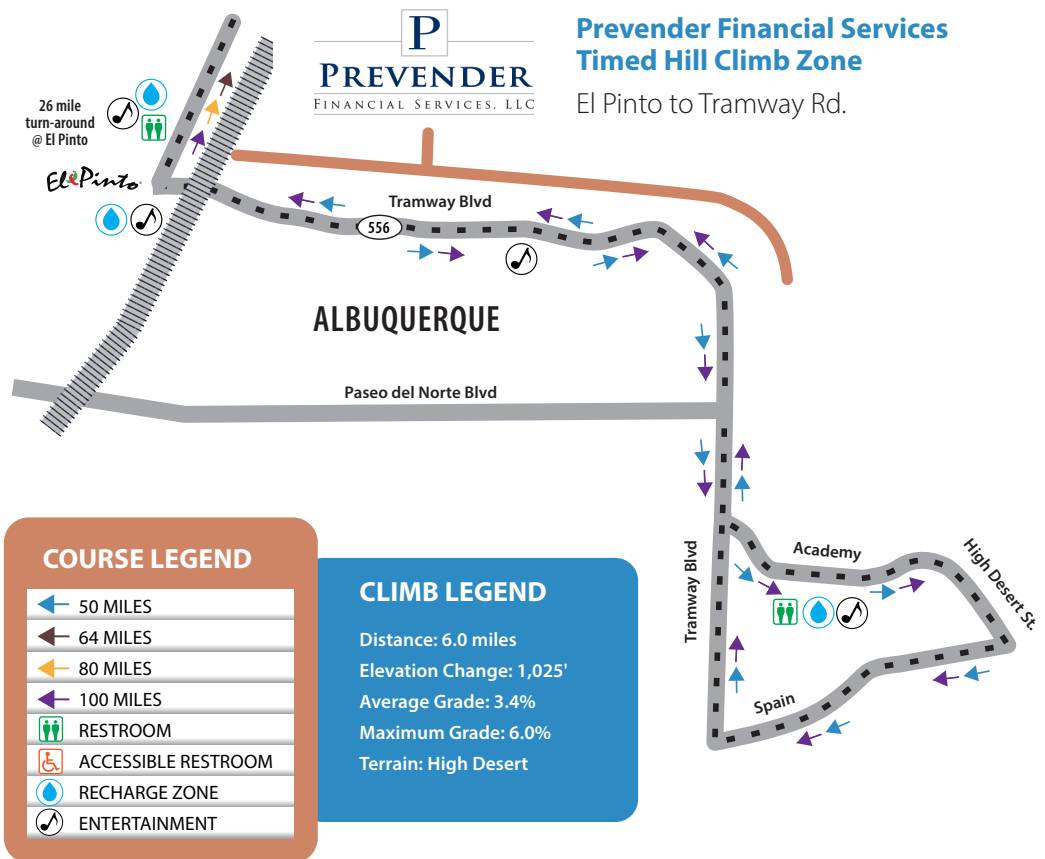 P
PREVENDER
FINANCIAL SERVICES, LLC
Prevender Financial Services
Timed Hill Climb Zone
El Pinto to Tramway Rd.
26 mile
turn-around
@ El Pinto
El Pinto
Tramway Blvd
556
ALBUQUERQUE
Paseo del Norte Blvd
Tramway Blvd
Academy
High Desert St.
Spain
COURSE LEGEND
50 MILES
64 MILES
80 MILES
100 MILES
RESTROOM
ACCESSIBLE RESTROOM
RECHARGE ZONE
ENTERTAINMENT
CLIMB LEGEND
Distance: 6.0 miles
Elevation Change: 1,025'
Average Grade: 3.4%
Maximum Grade: 6.0%
Terrain: High Desert